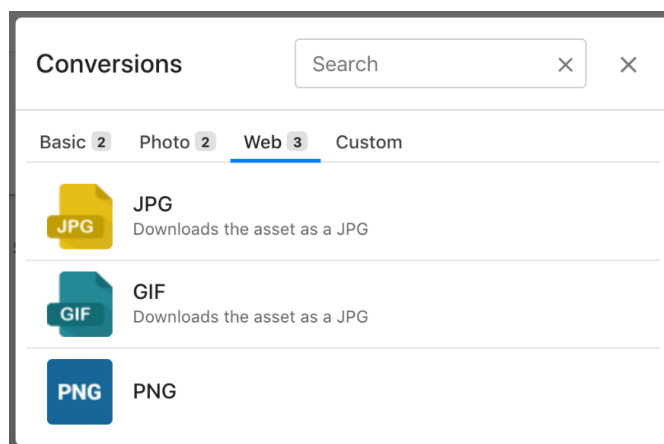 Conversions
Search
Basic 2 Photo 2 Web 3 Custom
JPG
JPG
Downloads the asset as a JPG
GIF
GIF
Downloads the asset as a JPG
PNG
PNG